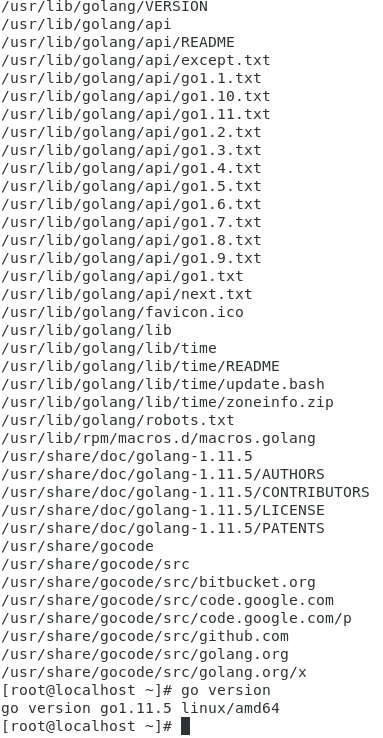 /usr/lib/golang/VERSION
/usr/lib/golang/api
/usr/lib/golang/api/README
/usr/lib/golang/api/except.txt
/usr/lib/golang/api/go1.1.txt
/usr/lib/golang/api/go1.10.txt
/usr/lib/golang/api/go1.11.txt
/usr/lib/golang/api/go1.2.txt
/usr/lib/golang/api/go1.3.txt
/usr/lib/golang/api/go1.4.txt
/usr/lib/golang/api/go1.5.txt
/usr/lib/golang/api/go1.6.txt
/usr/lib/golang/api/go1.7.txt
/usr/lib/golang/api/go1.8.txt
/usr/lib/golang/api/go1.9.txt
/usr/lib/golang/api/go1.txt
/usr/lib/golang/api/next.txt
/usr/lib/golang/favicon.ico
/usr/lib/golang/lib
/usr/lib/golang/lib/time
/usr/lib/golang/lib/time/README
/usr/lib/golang/lib/time/update.bash
/usr/lib/golang/lib/time/zoneinfo.zip
/usr/lib/golang/robots.txt
/usr/lib/rpm/macros.d/macros.golang
/usr/share/doc/golang-1.11.5
/usr/share/doc/golang-1.11.5/AUTHORS
/usr/share/doc/golang-1.11.5/CONTRIBUTORS
/usr/share/doc/golang-1.11.5/LICENSE
/usr/share/doc/golang-1.11.5/PATENTS
/usr/share/gocode
/usr/share/gocode/src
/usr/share/gocode/src/bitbucket.org
/usr/share/gocode/src/code.google.com
/usr/share/gocode/src/code.google.com/p
/usr/share/gocode/src/github.com
/usr/share/gocode/src/golang.org
/usr/share/gocode/src/golang.org/x
[root@localhost ~]# go version
go version go1.11.5 linux/amd64
[root@localhost ~]#